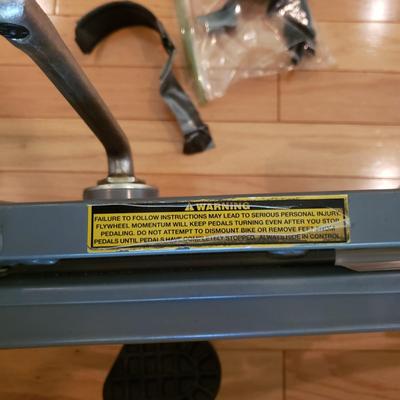 ⚠ WARNING
FAILURE TO FOLLOW INSTRUCTIONS MAY LEAD TO SERIOUS PERSONAL INJURY.
FLYWHEEL MOMENTUM WILL KEEP PEDALS TURNING EVEN AFTER YOU STOP
PEDALING. DO NOT ATTEMPT TO DISMOUNT BIKE OR REMOVE FEET FROM
PEDALS UNTIL PEDALS HAVE COMPLETELY STOPPED. ALWAYS RIDE IN CONTROL.